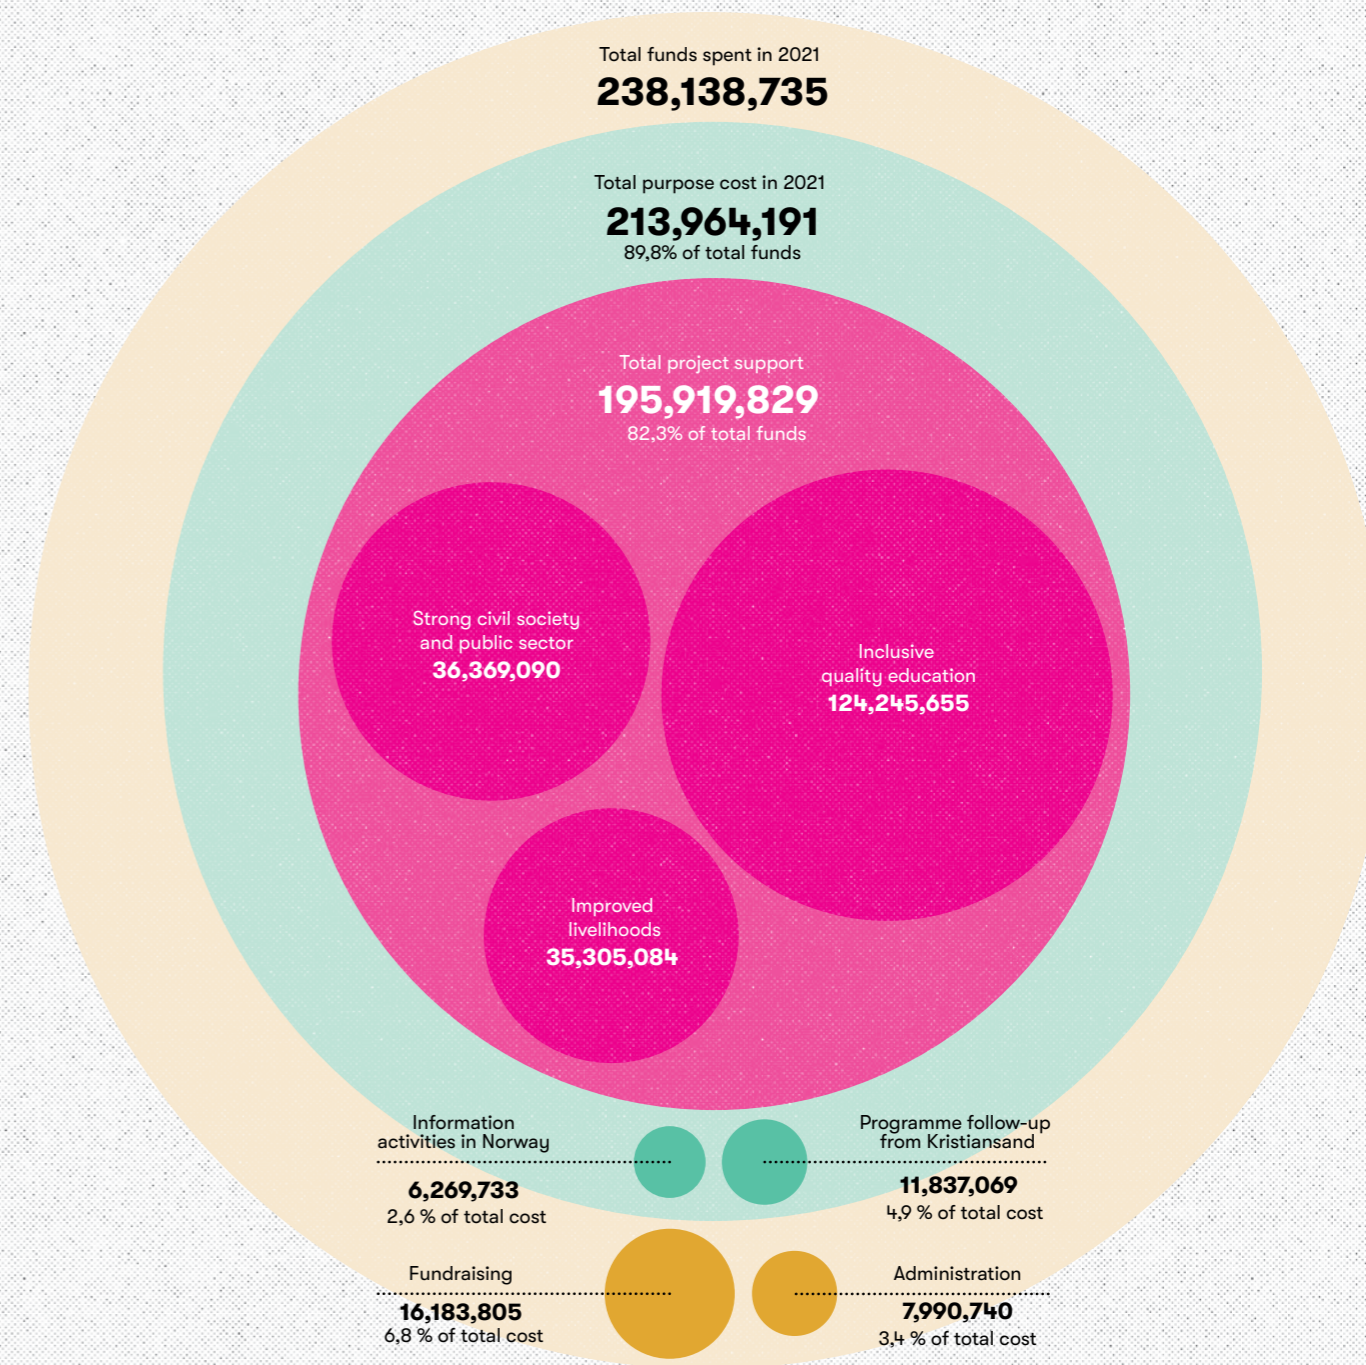 Total funds spent in 2021
238,138,735
Total purpose cost in 2021
213,964,191
89,8% of total funds
Total project support
195,919,829
82,3% of total funds
Strong civil society
and public sector
36,369,090
Inclusive
quality education
124,245,655
Improved
livelihoods
35,305,084
Information
activities in Norway
6,269,733
2,6 % of total cost
Programme follow-up
from Kristiansand
11,837,069
4,9 % of total cost
Fundraising
16,183,805
6,8 % of total cost
Administration
7,990,740
3,4 % of total cost